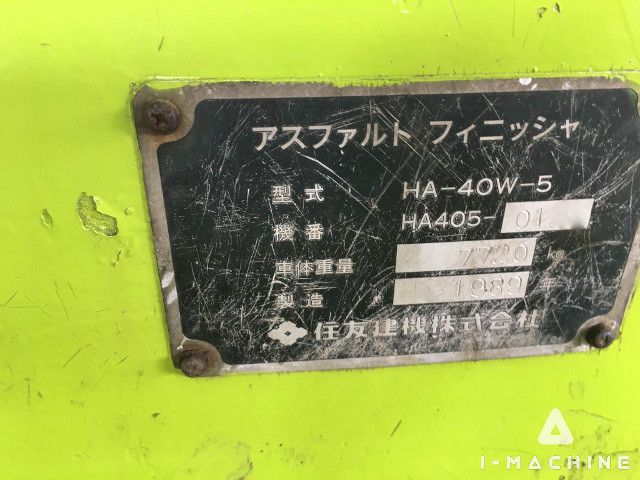 アスファルト フィニッシャ
型式 HA-40W-5
機番 HA405-01
車体重量 7720 kg
製造 1989 年
住友建機株式会社
I-MACHINE